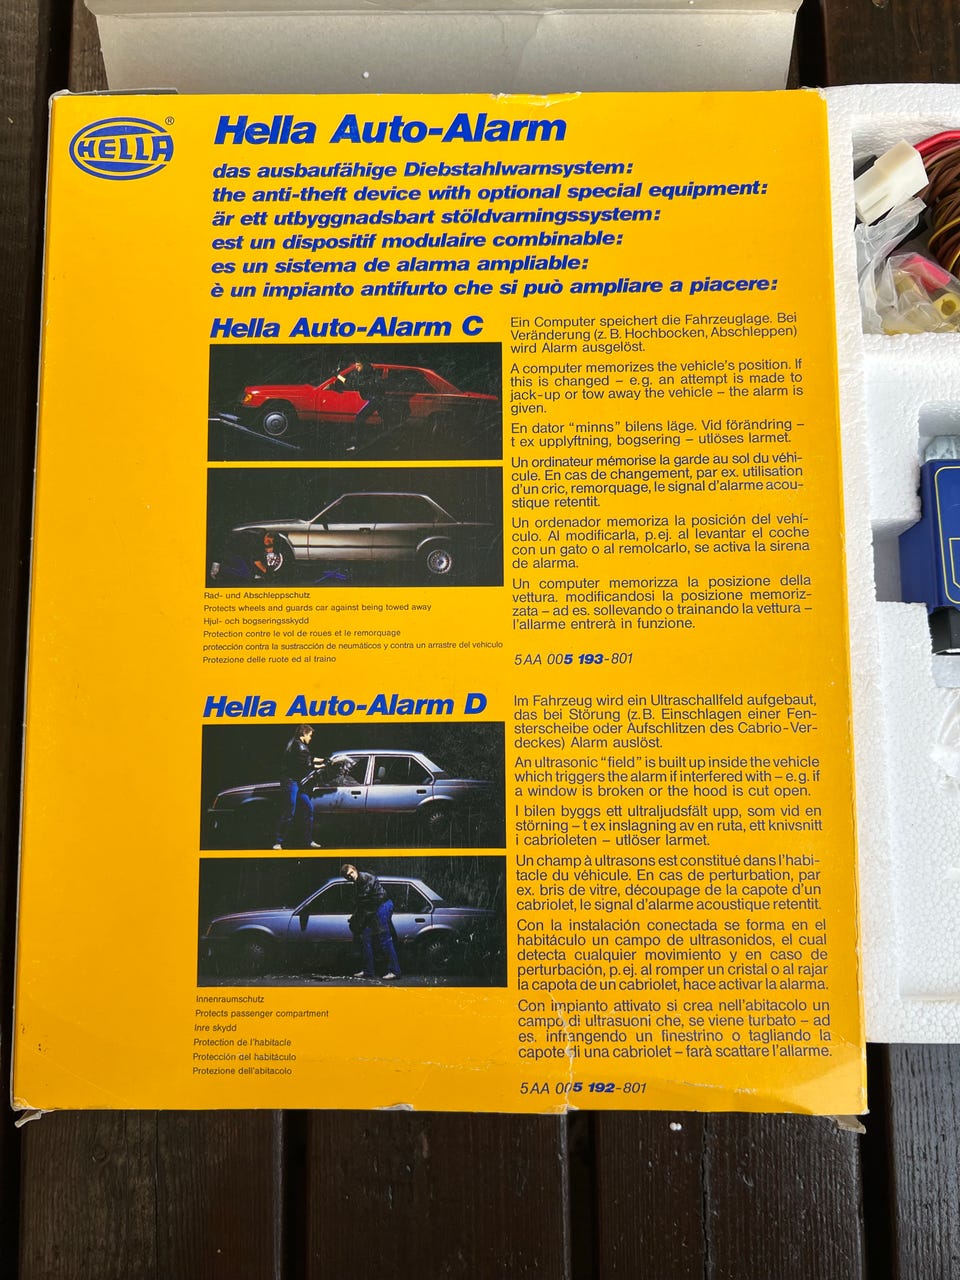 HELLA®
Hella Auto-Alarm
das ausbaufähige Diebstahlwarnsystem:
the anti-theft device with optional special equipment:
är ett utbyggnadsbart stöldvarningssystem:
est un dispositif modulaire combinable:
es un sistema de alarma ampliable:
è un impianto antifurto che si può ampliare a piacere:
Hella Auto-Alarm C
Ein Computer speichert die Fahrzeuglage. Bei
Veränderung (z. B. Hochbocken, Abschleppen)
wird Alarm ausgelöst.
A computer memorizes the vehicle's position. If
this is changed – e.g. an attempt is made to
jack-up or tow away the vehicle – the alarm is
given.
En dator “minns” bilens läge. Vid förändring –
t ex upplyftning, bogsering – utlöses larmet.
Un ordinateur mémorise la garde au sol du véhi-
cule. En cas de changement, par ex. utilisation
d'un cric, remorquage, le signal d'alarme acou-
stique retentit.
Un ordenador memoriza la posición del vehí-
culo. Al modificarla, p.ej. al levantar el coche
con un gato o al remolcarlo, se activa la sirena
de alarma.
Un computer memorizza la posizione della
vettura. modificandosi la posizione memoriz-
zata – ad es. sollevando o trainando la vettura –
l'allarme entrerà in funzione.
Rad- und Abschleppschutz
Protects wheels and guards car against being towed away
Hjul- och bogseringsskydd
Protection contre le vol de roues et le remorquage
protección contra la sustracción de neumáticos y contra un arrastre del vehículo
Protezione delle ruote ed al traino
5AA 005 193-801
Hella Auto-Alarm D
Im Fahrzeug wird ein Ultraschallfeld aufgebaut,
das bei Störung (z.B. Einschlagen einer Fen-
sterscheibe oder Aufschlitzen des Cabrio-Ver-
deckes) Alarm auslöst.
An ultrasonic “field” is built up inside the vehicle
which triggers the alarm if interfered with – e.g. if
a window is broken or the hood is cut open.
I bilen byggs ett ultraljudsfält upp, som vid en
störning – t ex inslagning av en ruta, ett knivsnitt
i cabrioleten – utlöser larmet.
Un champ à ultrasons est constitué dans l'habi-
tacle du véhicule. En cas de perturbation, par
ex. bris de vitre, découpage de la capote d'un
cabriolet, le signal d'alarme acoustique retentit.
Con la instalación conectada se forma en el
habitáculo un campo de ultrasonidos, el cual
detecta cualquier movimiento y en caso de
perturbación, p.ej. al romper un cristal o al rajar
la capota de un cabriolet, hace activar la alarma.
Con impianto attivato si crea nell'abitacolo un
campo di ultrasuoni che, se viene turbato – ad
es. infrangendo un finestrino o tagliando la
capote di una cabriolet – farà scattare l'allarme.
Innenraumschutz
Protects passenger compartment
Inre skydd
Protection de l'habitacle
Protección del habitáculo
Protezione dell'abitacolo
5AA 005 192-801